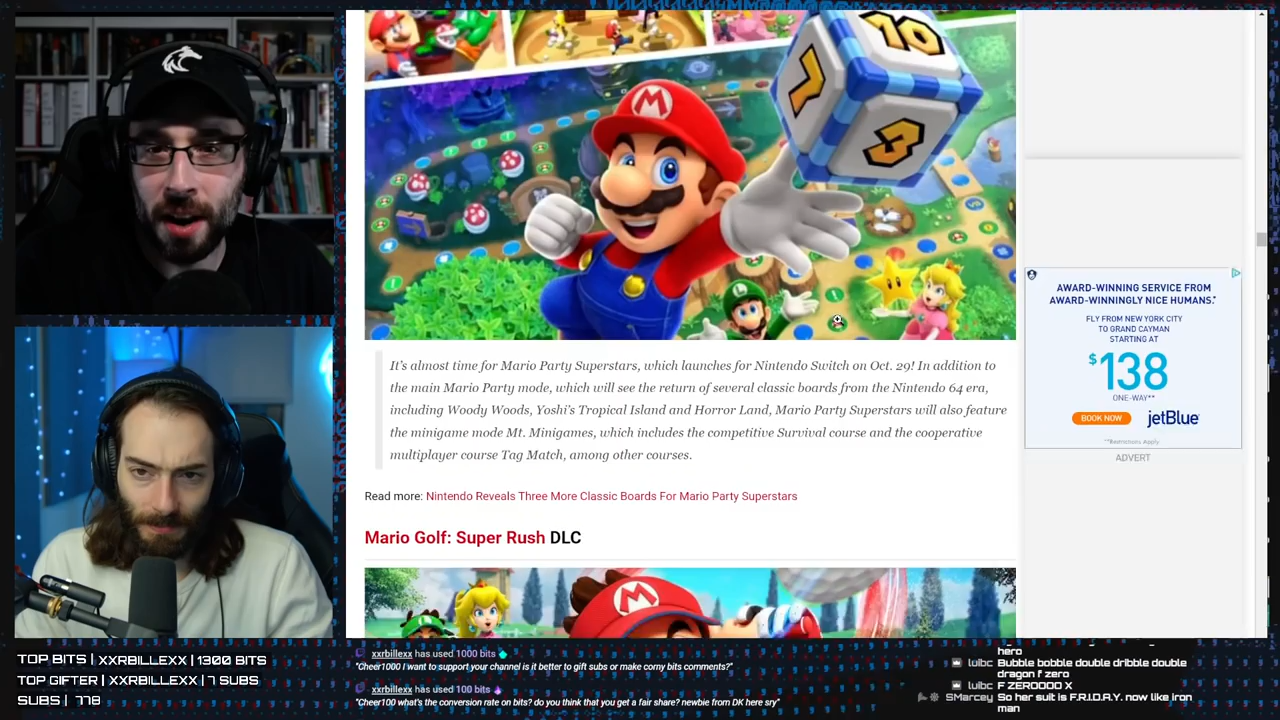 10
1
3
M
It's almost time for Mario Party Superstars, which launches for Nintendo Switch on Oct. 29! In addition to
the main Mario Party mode, which will see the return of several classic boards from the Nintendo 64 era,
including Woody Woods, Yoshi's Tropical Island and Horror Land, Mario Party Superstars will also feature
the minigame mode Mt. Minigames, which includes the competitive Survival course and the cooperative
multiplayer course Tag Match, among other courses.
Read more: Nintendo Reveals Three More Classic Boards For Mario Party Superstars
Mario Golf: Super Rush DLC
M
AWARD-WINNING SERVICE FROM
AWARD-WINNINGLY NICE HUMANS.*
FLY FROM NEW YORK CITY
TO GRAND CAYMAN
STARTING AT
$138
ONE-WAY**
BOOK NOW jetBlue
**Restrictions Apply
ADVERT
TOP BITS | XXRBILLEXX | 1300 BITS
TOP GIFTER | XXRBILLEXX | 7 SUBS
SUBS | 778
xxrbillexx has used 1000 bits
"Cheer1000 I want to support your channel is it better to gift subs or make corny bits comments?"
xxrbillexx has used 100 bits
"Cheer100 what's the conversion rate on bits? do you think that you get a fair share? newbie from DK here sry"
hero
luibc Bubble bobble double dribble double
dragon f zero
luibc F ZEROOOO X
SMarcey So her suit is F.R.I.D.A.Y. now like iron
man